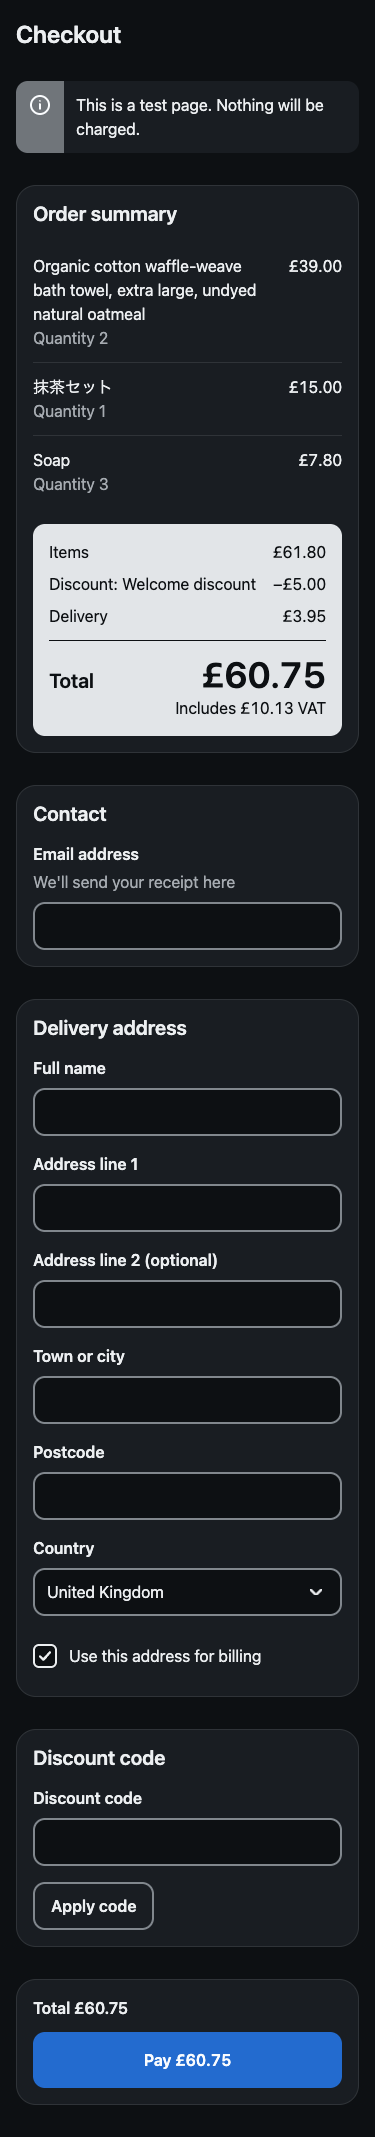 Checkout
This is a test page. Nothing will be
charged.
Order summary
Organic cotton waffle-weave £39.00
bath towel, extra large, undyed
natural oatmeal
Quantity 2
抹茶セット £15.00
Quantity 1
Soap £7.80
Quantity 3
Items £61.80
Discount: Welcome discount −£5.00
Delivery £3.95
Total £60.75
Includes £10.13 VAT
Contact
Email address
We'll send your receipt here
Delivery address
Full name
Address line 1
Address line 2 (optional)
Town or city
Postcode
Country
United Kingdom
Use this address for billing
Discount code
Discount code
Apply code
Total £60.75
Pay £60.75